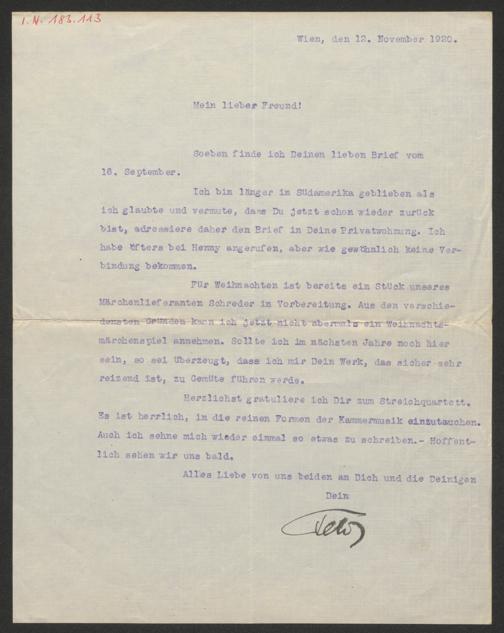 I.N. 183.113
Wien, den 12. November 1920.
Mein lieber Freund!
Soeben finde ich Deinen lieben Brief vom
16. September.
Ich bin länger in Südamerika geblieben als
ich glaubte und vermute, dass Du jetzt schon wieder zurück
bist, adressiere daher den Brief in Deine Privatwohnung. Ich
habe öfters bei Henny angerufen, aber wie gewöhnlich keine Ver-
bindung bekommen.
Für Weihnachten ist bereits ein Stück unseres
Märchenlieferanten Schreder in Vorbereitung. Aus den verschie-
densten Gründen kann ich jetzt nicht abermals ein Weihnachts-
märchenspiel annehmen. Sollte ich im nächsten Jahre noch hier
sein, so sei überzeugt, dass ich mir Dein Werk, das sicher sehr
reizend ist, zu Gemüte führen werde.
Herzlichst gratuliere ich Dir zum Streichquartett.
Es ist herrlich, in die reinen Formen der Kammermusik einzutauchen.
Auch ich sehne mich wieder einmal so etwas zu schreiben.- Hoffent-
lich sehen wir uns bald.
Alles Liebe von uns beiden an Dich und die Deinigen
Dein